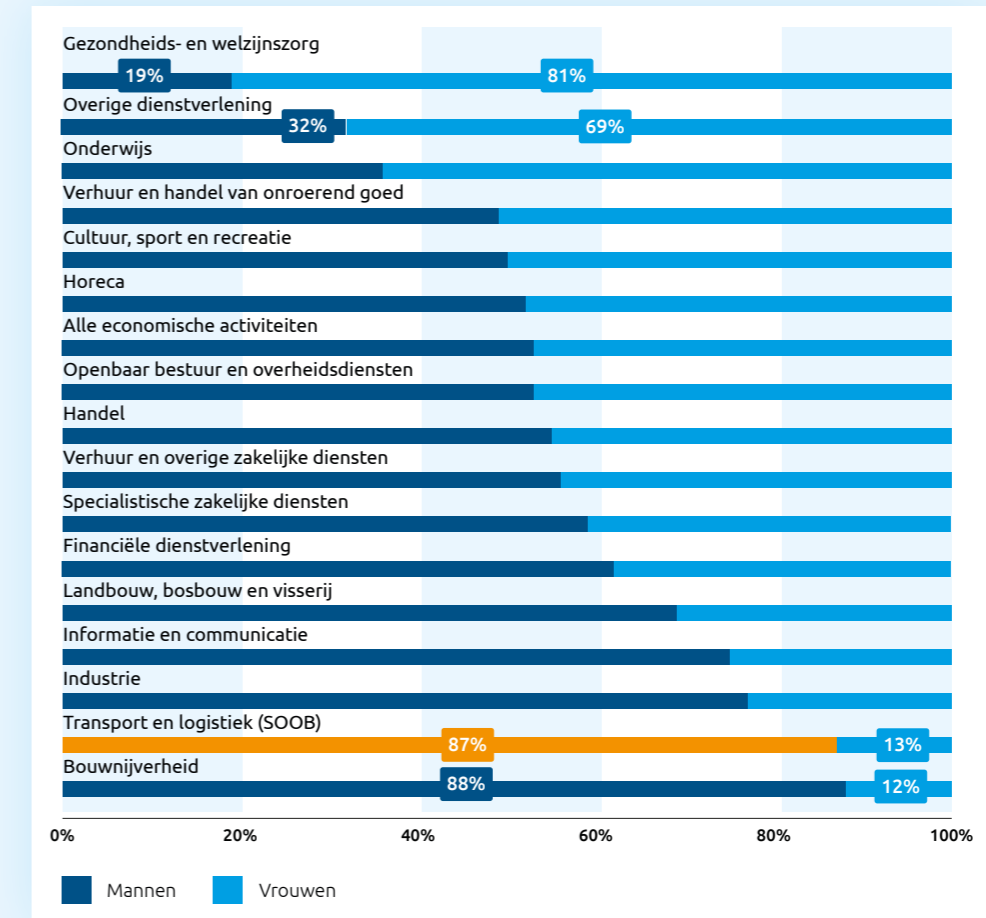 Gezondheids- en welzijnszorg
19% 81%
Overige dienstverlening
32% 69%
Onderwijs
Verhuur en handel van onroerend goed
Cultuur, sport en recreatie
Horeca
Alle economische activiteiten
Openbaar bestuur en overheidsdiensten
Handel
Verhuur en overige zakelijke diensten
Specialistische zakelijke diensten
Financiële dienstverlening
Landbouw, bosbouw en visserij
Informatie en communicatie
Industrie
Transport en logistiek (SOOB)
87% 13%
Bouwnijverheid
88% 12%
0% 20% 40% 60% 80% 100%
Mannen Vrouwen